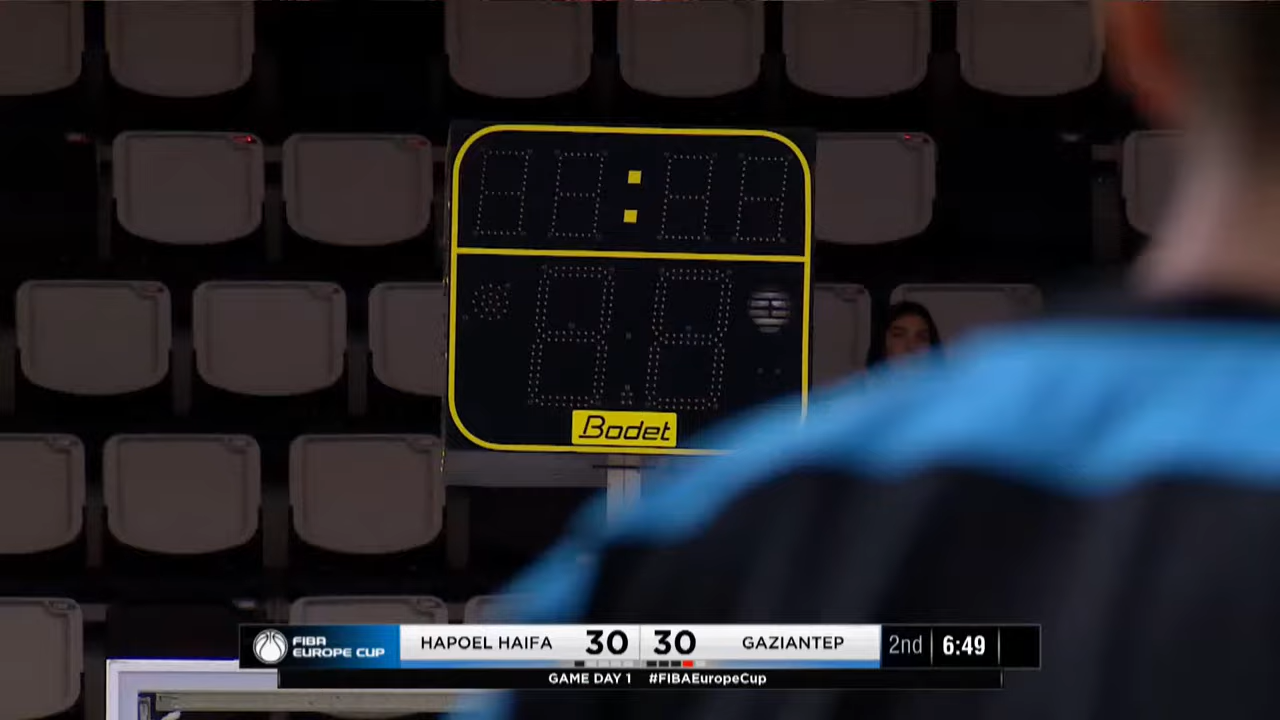 Bodet
FIBA
EUROPE CUP
HAPOEL HAIFA 30 30 GAZIANTEP 2nd 6:49
GAME DAY 1 #FIBAEuropeCup